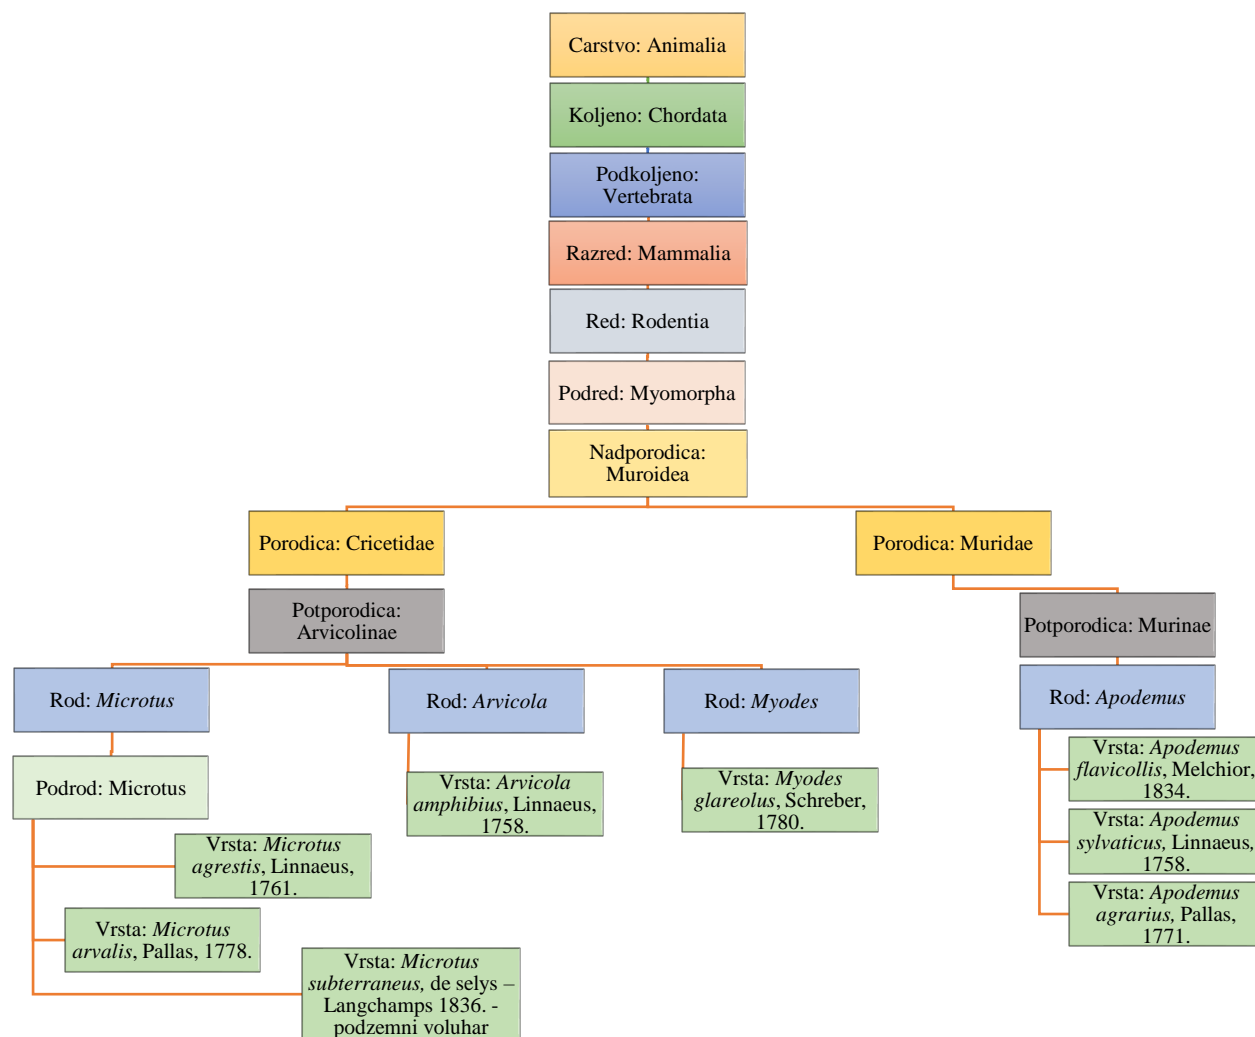 Carstvo: Animalia
Koljeno: Chordata
Podkoljeno:
Vertebrata
Razred: Mammalia
Red: Rodentia
Podred: Myomorpha
Nadporodica:
Muroidea
Porodica: Cricetidae
Porodica: Muridae
Potporodica:
Arvicolinae
Potporodica: Murinae
Rod: Microtus
Rod: Arvicola
Rod: Myodes
Rod: Apodemus
Podrod: Microtus
Vrsta: Arvicola
amphibius, Linnaeus,
1758.
Vrsta: Myodes
glareolus, Schreber,
1780.
Vrsta: Apodemus
flavicollis, Melchior,
1834.
Vrsta: Apodemus
sylvaticus, Linnaeus,
1758.
Vrsta: Apodemus
agrarius, Pallas,
1771.
Vrsta: Microtus
agrestis, Linnaeus,
1761.
Vrsta: Microtus
arvalis, Pallas, 1778.
Vrsta: Microtus
subterraneus, de selys –
Langchamps 1836. -
podzemni voluhar